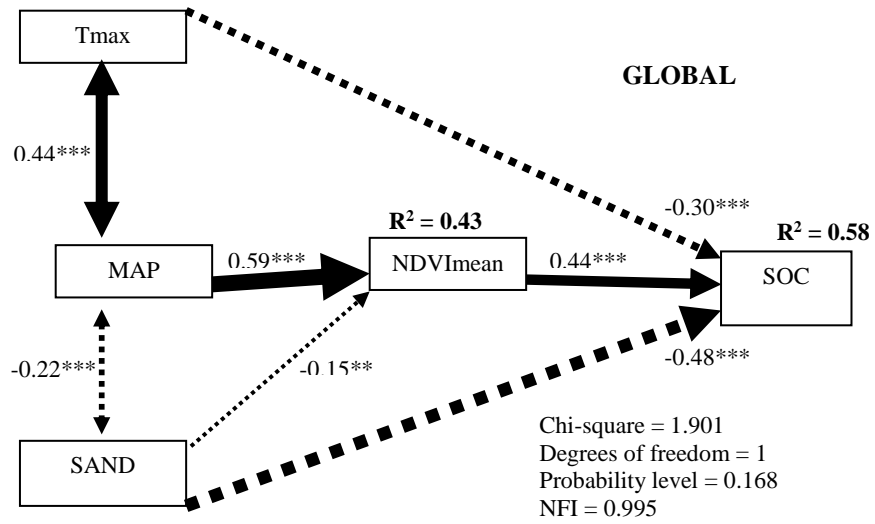 Tmax
GLOBAL
0.44***
-0.30***
R² = 0.43
R² = 0.58
MAP
0.59***
NDVImean
0.44***
SOC
-0.22***
-0.15**
-0.48***
SAND
Chi-square = 1.901
Degrees of freedom = 1
Probability level = 0.168
NFI = 0.995